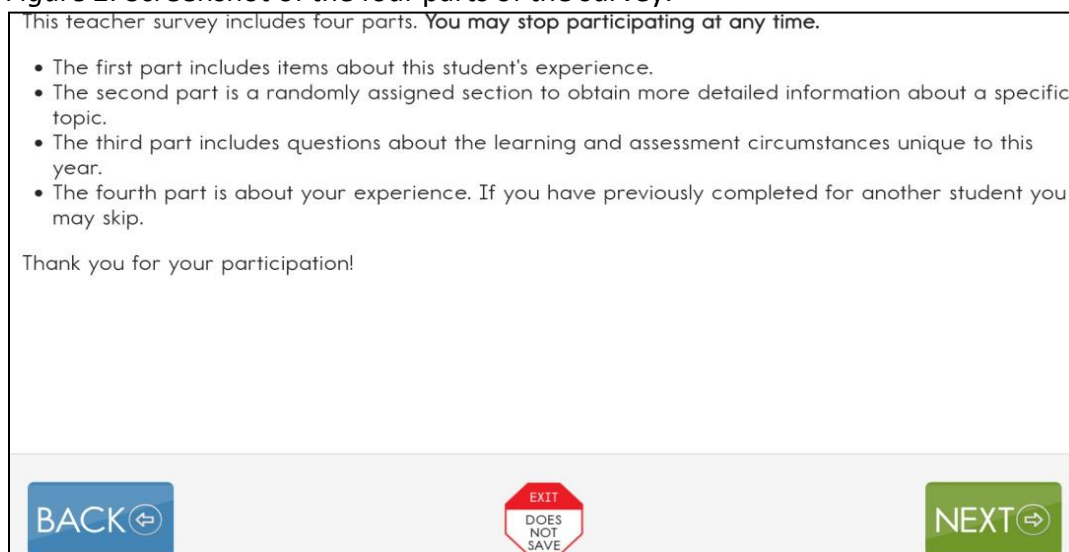 This teacher survey includes four parts. You may stop participating at any time.
• The first part includes items about this student's experience.
• The second part is a randomly assigned section to obtain more detailed information about a specific
topic.
• The third part includes questions about the learning and assessment circumstances unique to this
year.
• The fourth part is about your experience. If you have previously completed for another student you
may skip.
Thank you for your participation!
BACK
EXIT
DOES
NOT
SAVE
NEXT